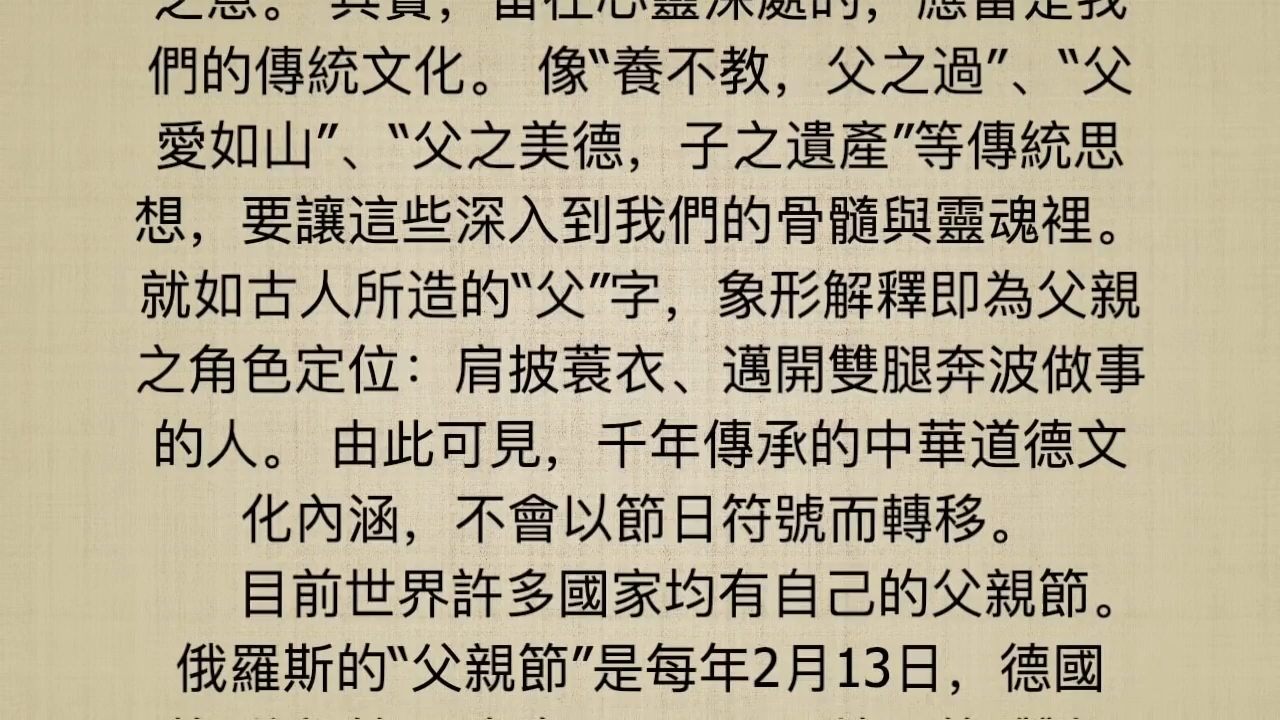 之意。 其實，留在心靈深處的，應當是我
們的傳統文化。 像“養不教，父之過”、“父
愛如山”、“父之美德，子之遺產”等傳統思
想，要讓這些深入到我們的骨髓與靈魂裡。
就如古人所造的“父”字，象形解釋即為父親
之角色定位：肩披蓑衣、邁開雙腿奔波做事
的人。 由此可見，千年傳承的中華道德文
化內涵，不會以節日符號而轉移。
目前世界許多國家均有自己的父親節。
俄羅斯的“父親節”是每年2月13日，德國